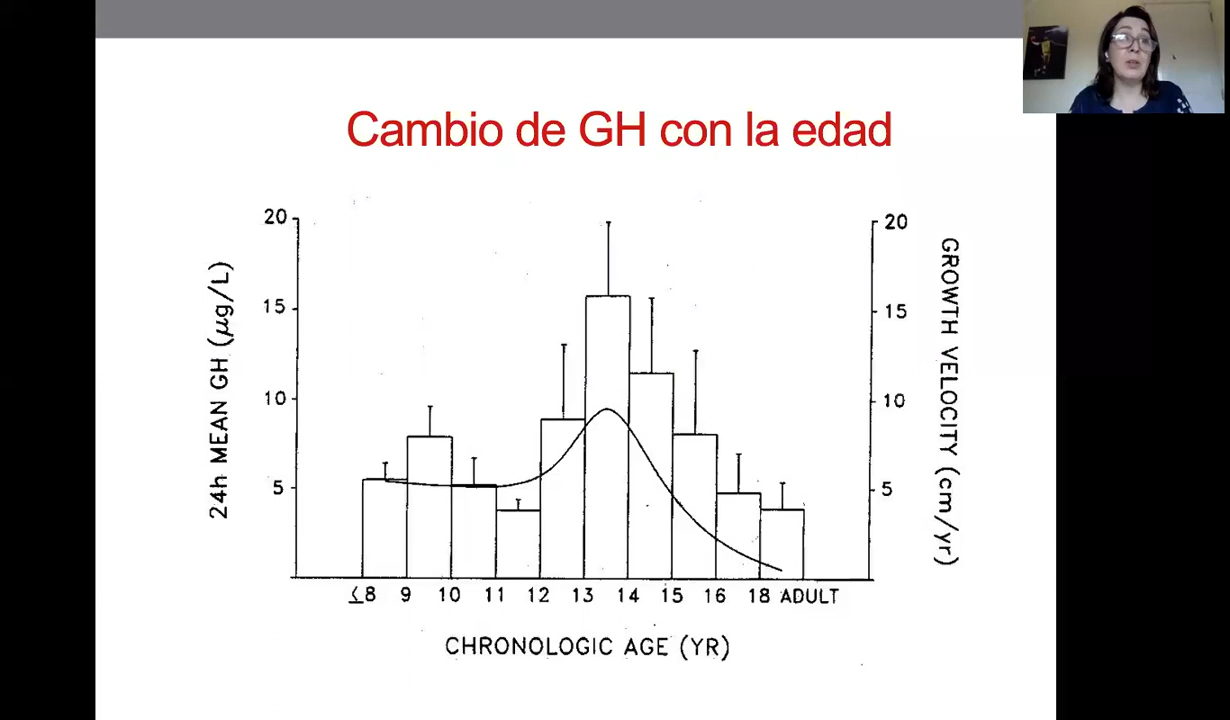 Cambio de GH con la edad
20
15
10
5
24h MEAN GH (µg/L)
20
15
10
5
GROWTH VELOCITY (cm/yr)
≤8 9 10 11 12 13 14 15 16 18 ADULT
CHRONOLOGIC AGE (YR)